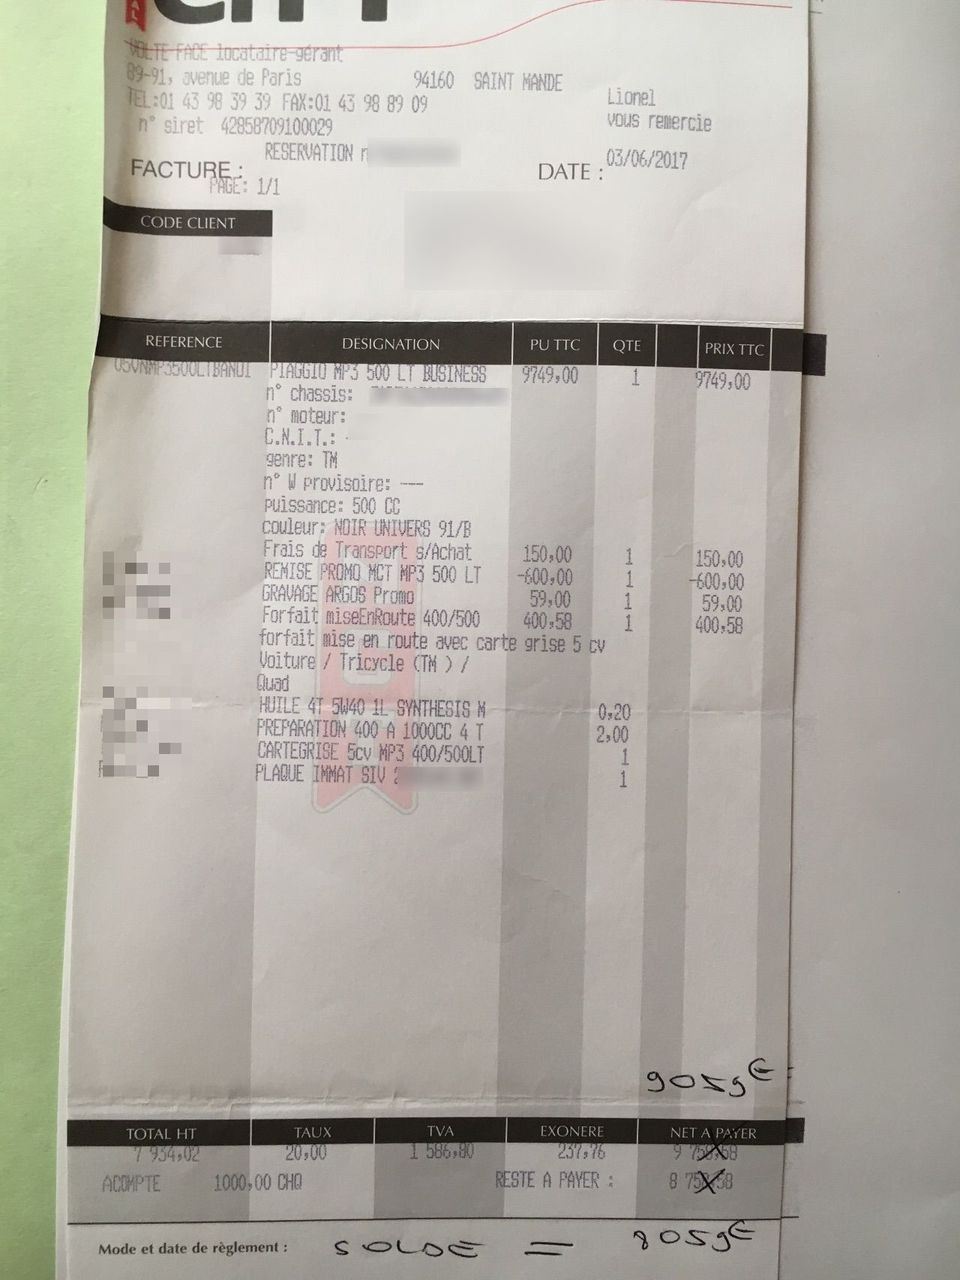 VOLTE FACE locataire-gérant
89-91, avenue de Paris 94160 SAINT MANDE
TEL:01 43 98 39 39 FAX:01 43 98 89 09
Lionel
n° siret 42858709100029
vous remercie
RESERVATION n
FACTURE : DATE : 03/06/2017
PAGE: 1/1
CODE CLIENT
REFERENCE DESIGNATION PU TTC QTE PRIX TTC
PIAGGIO MP3 500 LT BUSINESS 9749,00 1 9749,00
n° chassis:
n° moteur:
C.N.I.T.:
genre: TM
n° W provisoire: ---
puissance: 500 CC
couleur: NOIR UNIVERS 91/B
Frais de Transport s/Achat 150,00 1 150,00
REMISE PROMO MCT MP3 500 LT -600,00 1 -600,00
GRAVAGE ARGOS Promo 59,00 1 59,00
Forfait miseEnRoute 400/500 400,58 1 400,58
forfait mise en route avec carte grise 5 cv
Voiture / Tricycle (TM ) /
Quad
HUILE 4T 5W40 1L SYNTHESIS M 0,20
PREPARATION 400 A 1000CC 4 T 2,00
CARTEGRISE 5cv MP3 400/500LT 1
PLAQUE IMMAT SIV 1
9059€
TOTAL HT TAUX TVA EXONERE NET A PAYER
7 934,02 20,00 1 586,80 237,76 9 758,58
ACOMPTE 1000,00 CHQ RESTE A PAYER : 8 758,58
Mode et date de règlement : SOLDE = 8059€